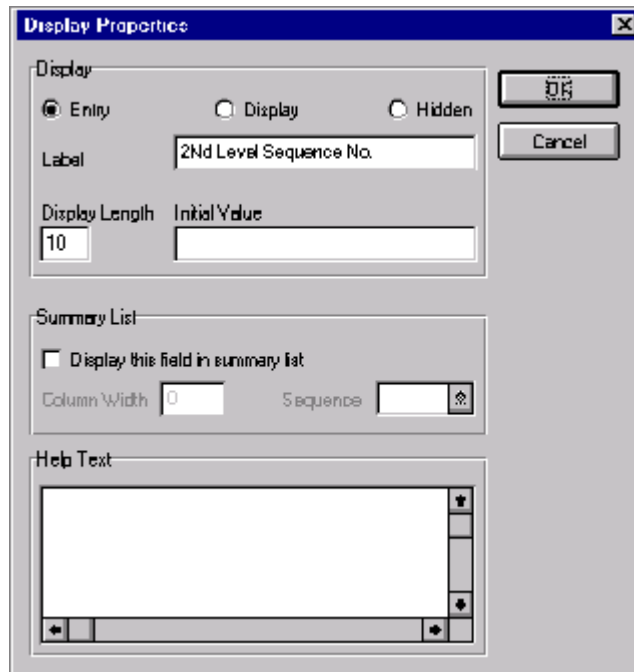 Display Properties
Display
Entry Display Hidden
OK
Cancel
Label 2Nd Level Sequence No.
Display Length Initial Value
10
Summary List
Display this field in summary list
Column Width 0 Sequence
Help Text